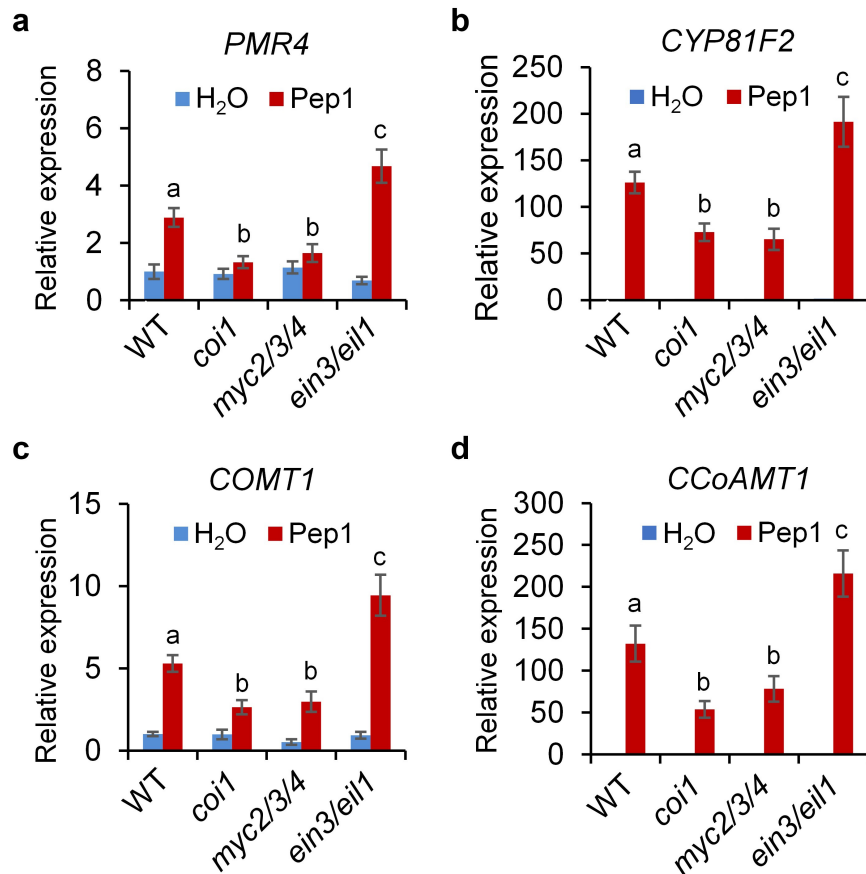 a
PMR4
Relative expression
8
6
4
2
0
H₂O Pep1
a
b
b
c
WT
coi1
myc2/3/4
ein3/eil1
b
CYP81F2
Relative expression
250
200
150
100
50
0
H₂O Pep1
a
b
b
c
WT
coi1
myc2/3/4
ein3/eil1
c
COMT1
Relative expression
15
10
5
0
H₂O Pep1
a
b
b
c
WT
coi1
myc2/3/4
ein3/eil1
d
CCoAMT1
Relative expression
300
250
200
150
100
50
0
H₂O Pep1
a
b
b
c
WT
coi1
myc2/3/4
ein3/eil1